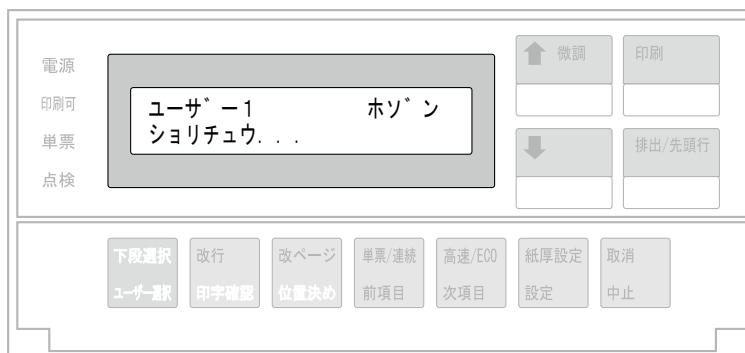 電源
印刷可
単票
点検
ユーザー1 ホゾン
ショリチュウ...
微調
印刷
排出/先頭行
下段選択
ユーザー選択
改行
印字確認
改ページ
位置決め
単票/連続
前項目
高速/ECO
次項目
紙厚設定
設定
取消
中止